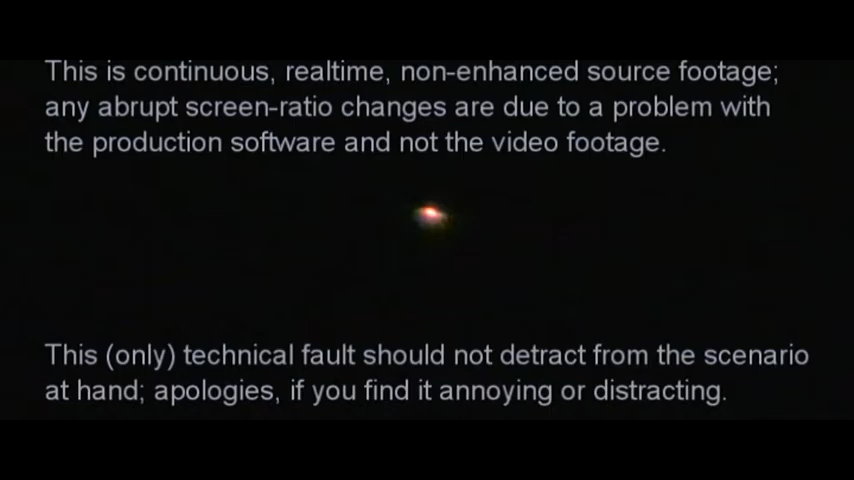 This is continuous, realtime, non-enhanced source footage;
any abrupt screen-ratio changes are due to a problem with
the production software and not the video footage.
This (only) technical fault should not detract from the scenario
at hand; apologies, if you find it annoying or distracting.